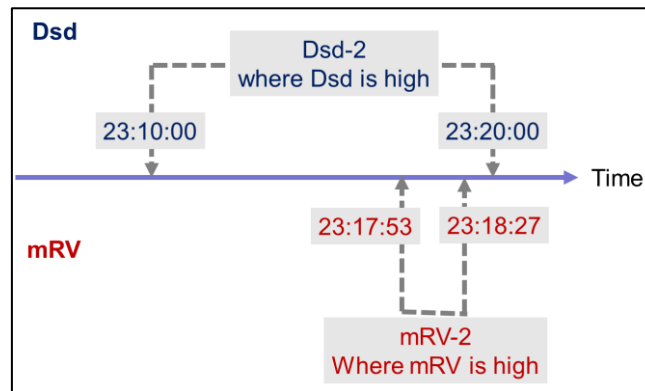 Dsd
Dsd-2
where Dsd is high
23:10:00
23:20:00
Time
23:17:53
23:18:27
mRV
mRV-2
Where mRV is high